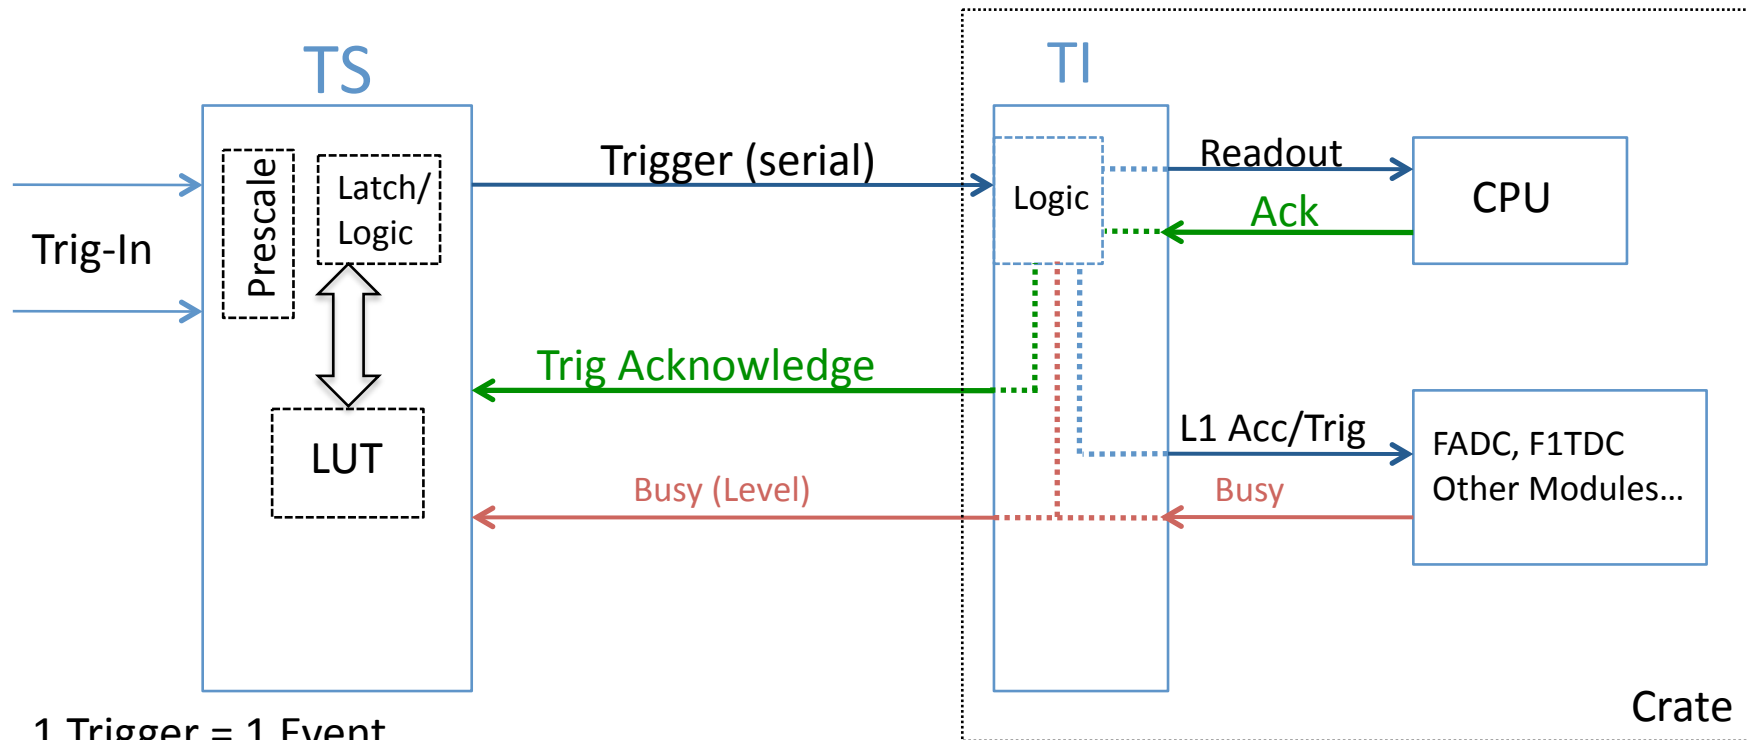 TS
TI
Trig-In
Prescale
Latch/
Logic
LUT
Trigger (serial)
Trig Acknowledge
Busy (Level)
Logic
Readout
Ack
CPU
L1 Acc/Trig
Busy
FADC, F1TDC
Other Modules...
Crate
1 Trigger = 1 Event